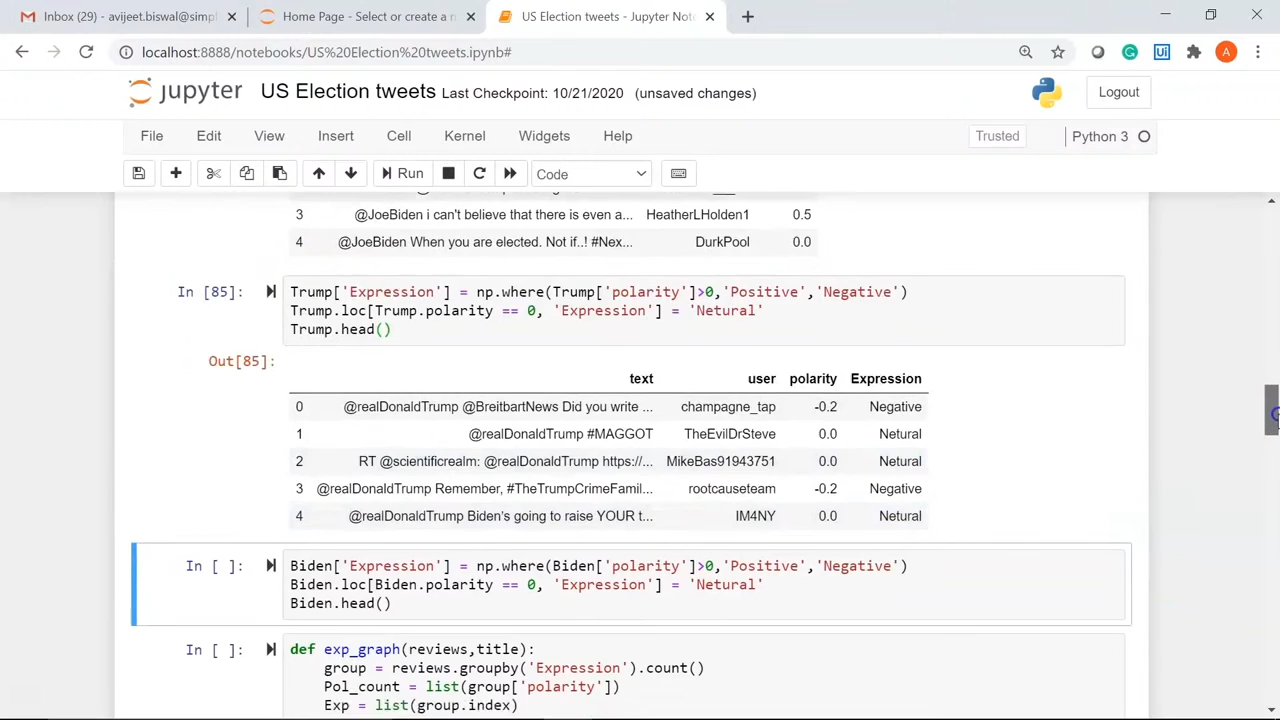 Inbox (29) - avijeet.biswal@simpl
Home Page - Select or create a n
US Election tweets - Jupyter Note
localhost:8888/notebooks/US%20Election%20tweets.ipynb#
jupyter US Election tweets Last Checkpoint: 10/21/2020 (unsaved changes)
Logout
File Edit View Insert Cell Kernel Widgets Help
Trusted
Python 3
Run
Code
3 @JoeBiden i can't believe that there is even a... HeatherLHolden1 0.5
4 @JoeBiden When you are elected. Not if..! #Nex... DurkPool 0.0
In [85]: Trump['Expression'] = np.where(Trump['polarity']>0,'Positive','Negative')
Trump.loc[Trump.polarity == 0, 'Expression'] = 'Netural'
Trump.head()
Out[85]:
text user polarity Expression
0 @realDonaldTrump @BreitbartNews Did you write ... champagne_tap -0.2 Negative
1 @realDonaldTrump #MAGGOT TheEvilDrSteve 0.0 Netural
2 RT @scientificrealm: @realDonaldTrump https://... MikeBas91943751 0.0 Netural
3 @realDonaldTrump Remember, #TheTrumpCrimeFamil... rootcauseteam -0.2 Negative
4 @realDonaldTrump Biden's going to raise YOUR t... IM4NY 0.0 Netural
In [ ]: Biden['Expression'] = np.where(Biden['polarity']>0,'Positive','Negative')
Biden.loc[Biden.polarity == 0, 'Expression'] = 'Netural'
Biden.head()
In [ ]: def exp_graph(reviews,title):
group = reviews.groupby('Expression').count()
Pol_count = list(group['polarity'])
Exp = list(group.index)